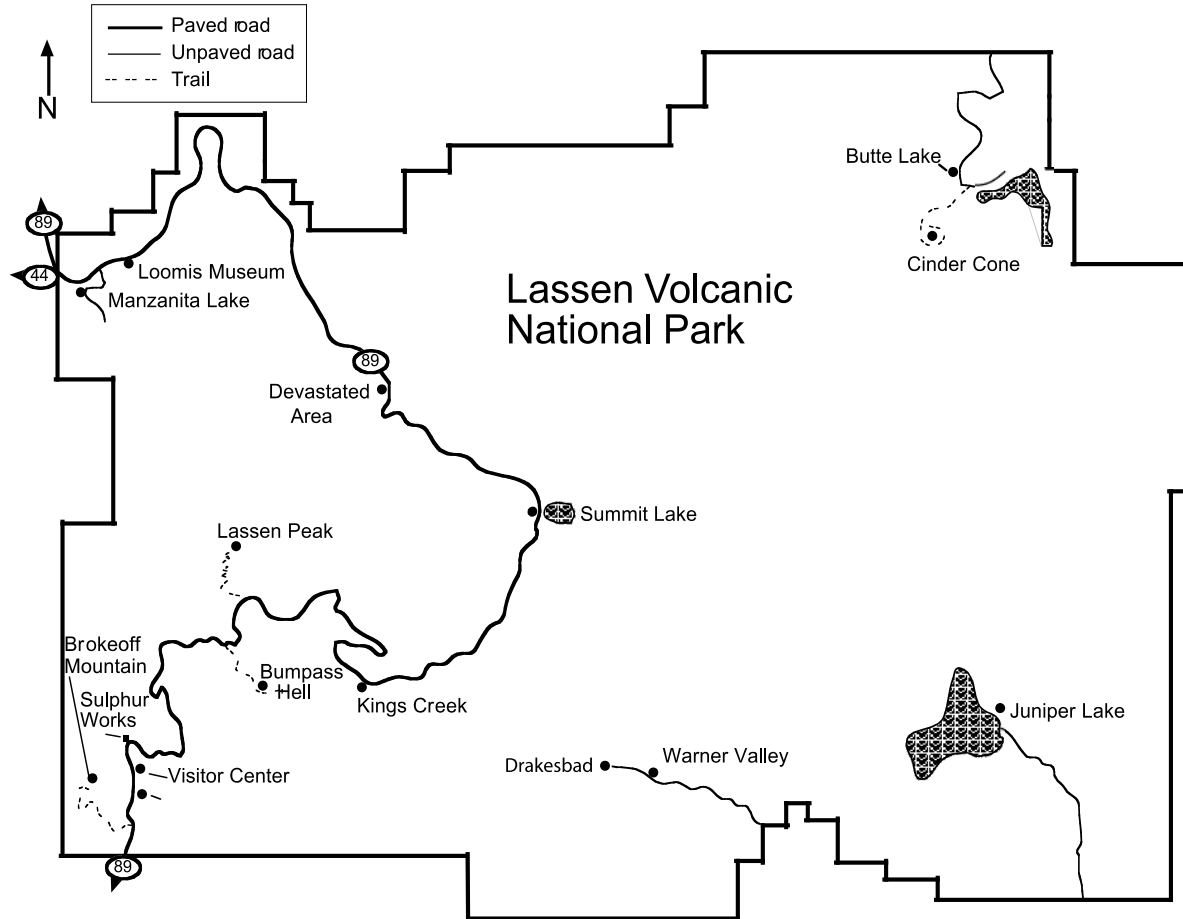 Paved road
Unpaved road
Trail
N
Butte Lake
89
44
Loomis Museum
Manzanita Lake
Cinder Cone
Lassen Volcanic
National Park
89
Devastated
Area
Summit Lake
Lassen Peak
Brokeoff
Mountain
Bumpass
Hell
Sulphur
Works
Kings Creek
Juniper Lake
Visitor Center
Drakesbad
Warner Valley
89